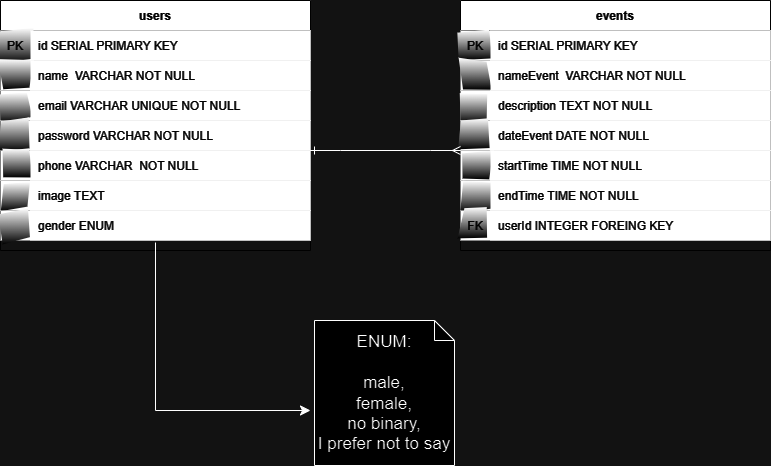 users
PK id SERIAL PRIMARY KEY
name VARCHAR NOT NULL
email VARCHAR UNIQUE NOT NULL
password VARCHAR NOT NULL
phone VARCHAR NOT NULL
image TEXT
gender ENUM
events
PK id SERIAL PRIMARY KEY
nameEvent VARCHAR NOT NULL
description TEXT NOT NULL
dateEvent DATE NOT NULL
startTime TIME NOT NULL
endTime TIME NOT NULL
FK userId INTEGER FOREING KEY
ENUM:
male,
female,
no binary,
I prefer not to say